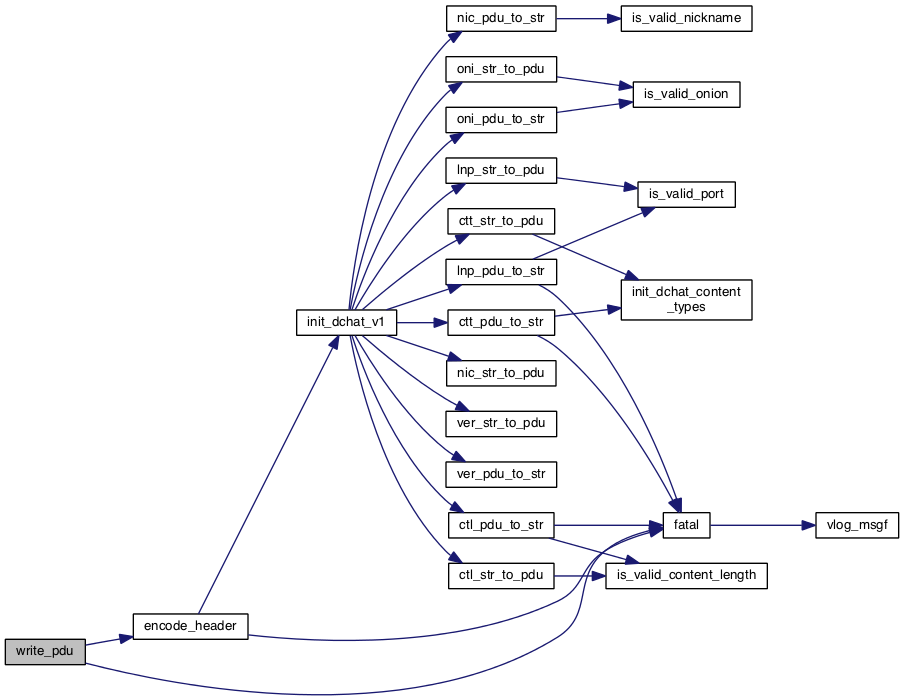 nic_pdu_to_str
is_valid_nickname
oni_str_to_pdu
is_valid_onion
oni_pdu_to_str
lnp_str_to_pdu
is_valid_port
ctt_str_to_pdu
lnp_pdu_to_str
init_dchat_content
_types
init_dchat_v1
ctt_pdu_to_str
nic_str_to_pdu
ver_str_to_pdu
ver_pdu_to_str
ctl_pdu_to_str
fatal
vlog_msgf
ctl_str_to_pdu
is_valid_content_length
encode_header
write_pdu